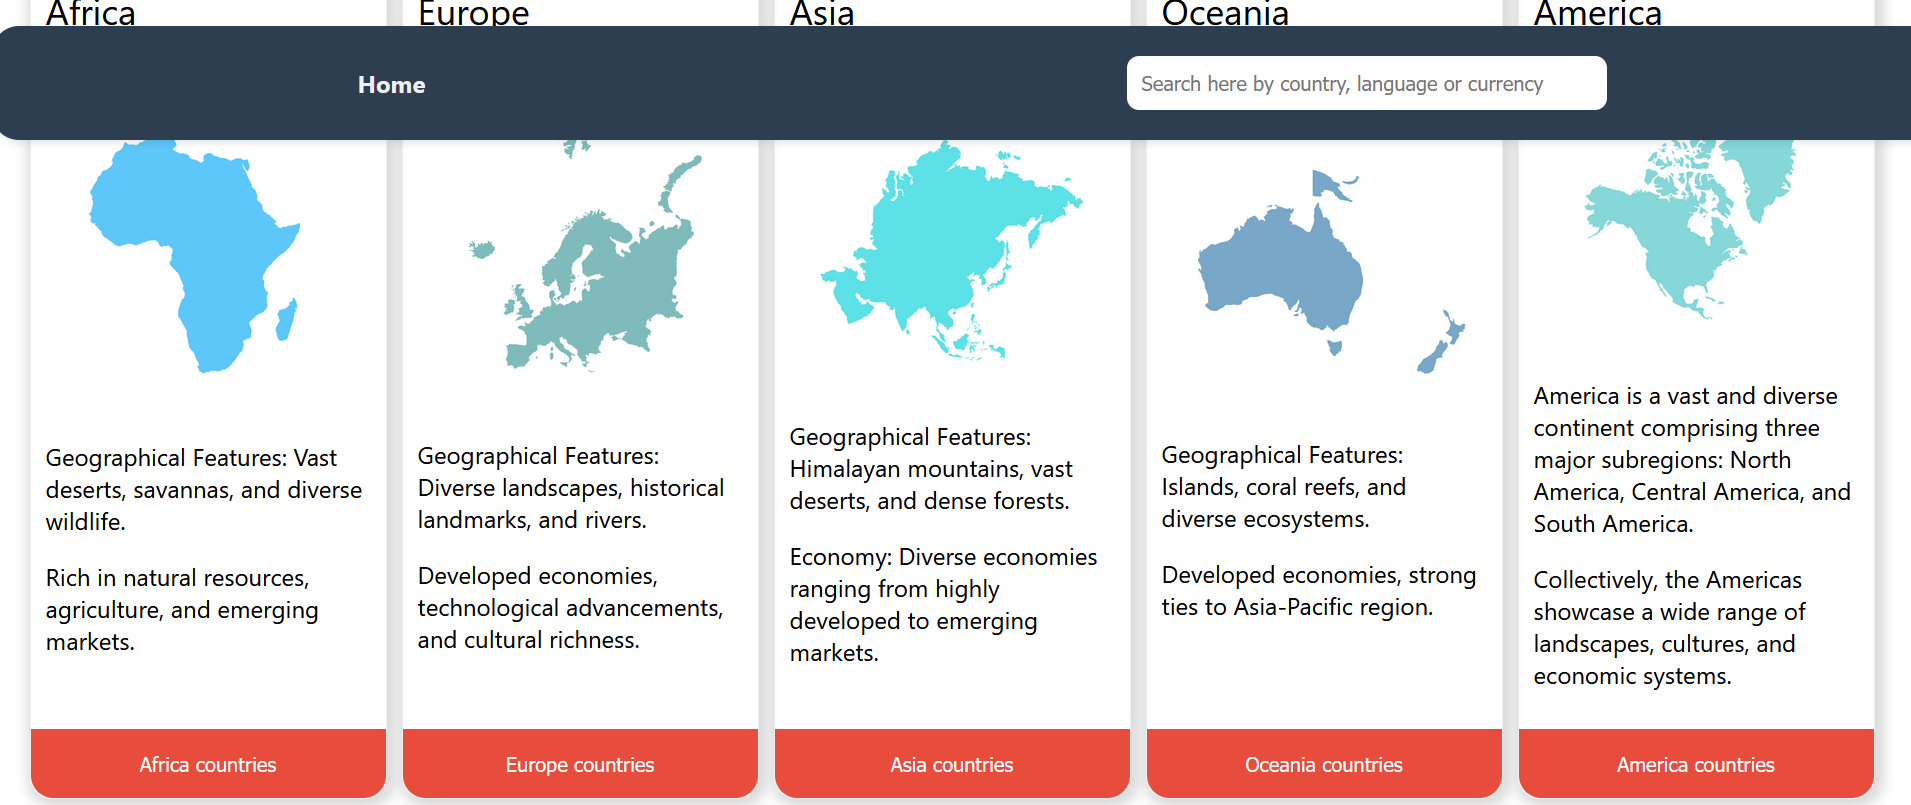 Africa
Europe
Asia
Oceania
America
Home
Search here by country, language or currency
Geographical Features: Vast
deserts, savannas, and diverse
wildlife.
Rich in natural resources,
agriculture, and emerging
markets.
Africa countries
Geographical Features:
Diverse landscapes, historical
landmarks, and rivers.
Developed economies,
technological advancements,
and cultural richness.
Europe countries
Geographical Features:
Himalayan mountains, vast
deserts, and dense forests.
Economy: Diverse economies
ranging from highly
developed to emerging
markets.
Asia countries
Geographical Features:
Islands, coral reefs, and
diverse ecosystems.
Developed economies, strong
ties to Asia-Pacific region.
Oceania countries
America is a vast and diverse
continent comprising three
major subregions: North
America, Central America, and
South America.
Collectively, the Americas
showcase a wide range of
landscapes, cultures, and
economic systems.
America countries